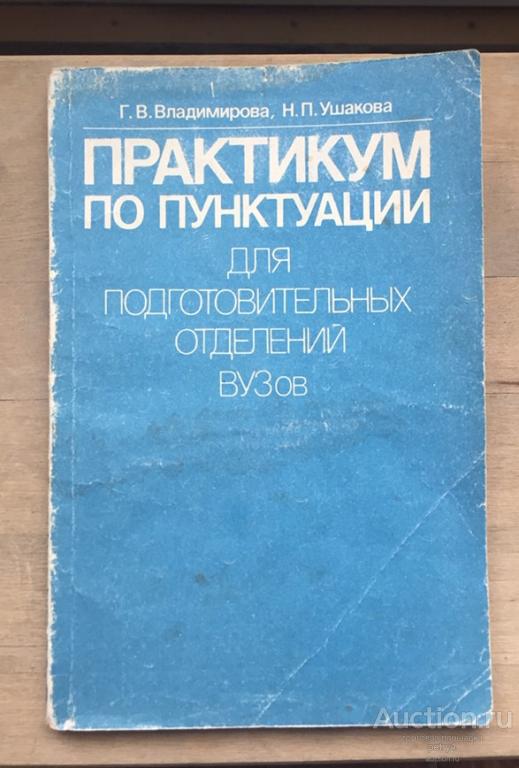 Г. В. Владимирова, Н. П. Ушакова
ПРАКТИКУМ
ПО ПУНКТУАЦИИ
ДЛЯ
ПОДГОТОВИТЕЛЬНЫХ
ОТДЕЛЕНИЙ
ВУЗов
Auction.ru